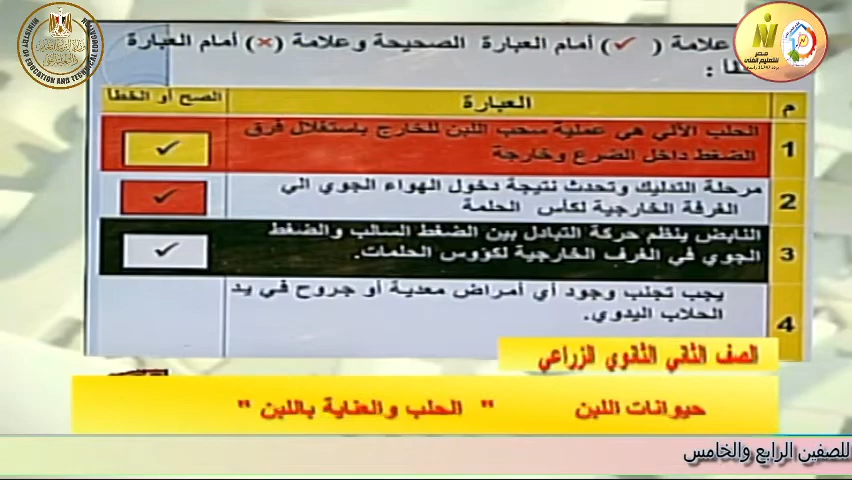 علامة ( ✓ ) أمام العبارة الصحيحة وعلامة (×) أمام العبارة
م العبارة الصح أو الخطأ
1 الحلب الآلي هي عملية سحب اللبن للخارج باستغلال فرق
الضغط داخل الضرع وخارجة ✓
2 مرحلة التدليك وتحدث نتيجة دخول الهواء الجوي الي
الغرفة الخارجية لكأس الحلمة ✓
3 النابض ينظم حركة التبادل بين الضغط السالب والضغط
الجوي في الغرف الخارجية لكؤوس الحلمات. ✓
4 يجب تجنب وجود أي أمراض معدية أو جروح في يد
الحلاب اليدوي.
الصف الثاني الثانوي الزراعي
حيوانات اللبن " الحلب والعناية باللبن "
للصفين الرابع والخامس